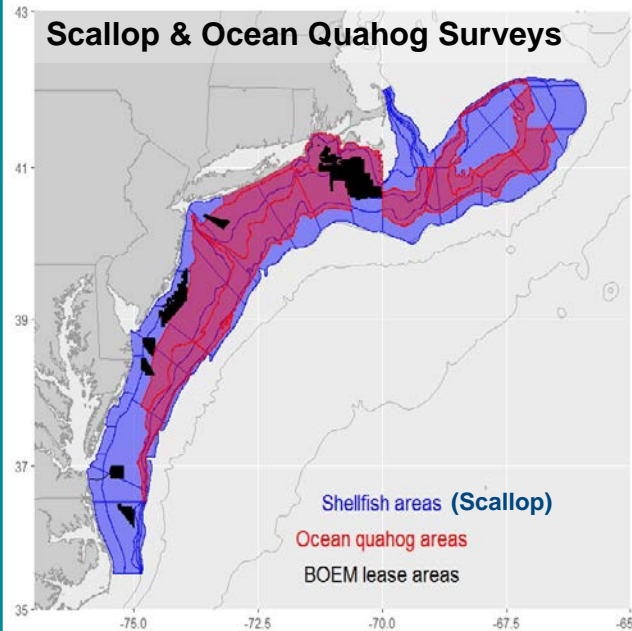 Scallop & Ocean Quahog Surveys
43
41
39
37
35
Shellfish areas (Scallop)
Ocean quahog areas
BOEM lease areas
-75.0 -72.5 -70.0 -67.5 -65